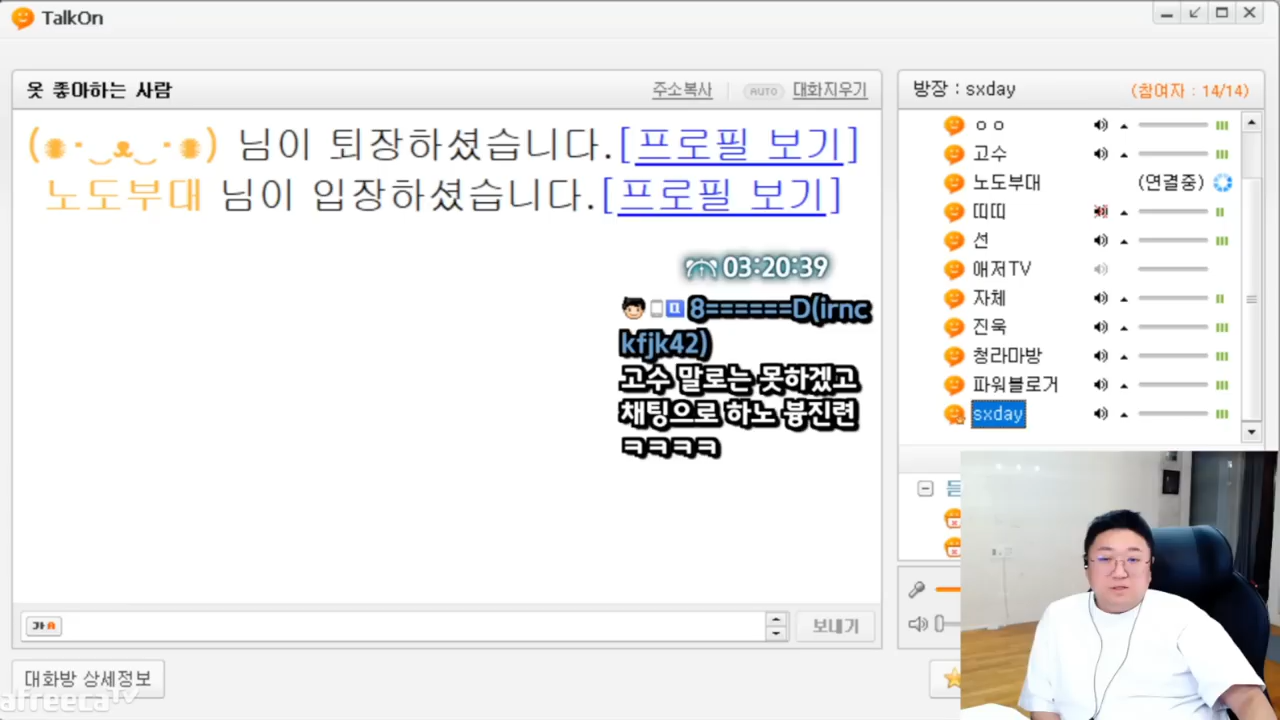 TalkOn
옷 좋아하는 사람
주소복사
AUTO
대화지우기
(๑·‿ᴥ‿·๑) 님이 퇴장하셨습니다.[프로필 보기]
노도부대 님이 입장하셨습니다.[프로필 보기]
03:20:39
8======D(irnc
kfjk42)
고수 말로는 못하겠고
채팅으로 하노 븅진련
ㅋㅋㅋㅋ
가
보내기
대화방 상세정보
afreecaTV
방장 : sxday
(참여자 : 14/14)
ㅇㅇ
고수
노도부대 (연결중)
띠띠
선
애저TV
자체
진욱
청라마방
파워블로거
sxday